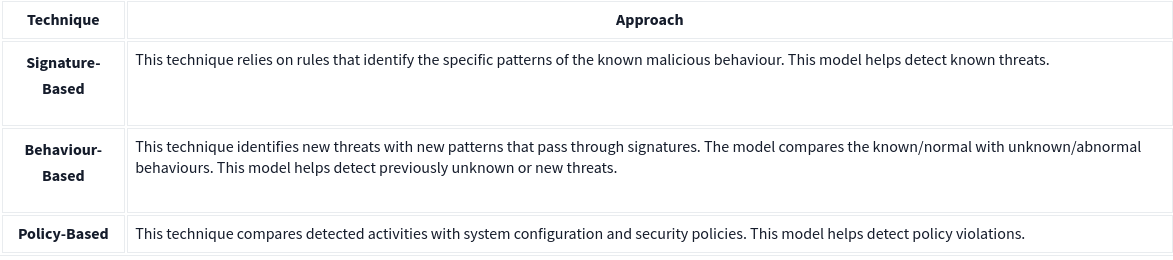 Technique
Approach
Signature-
Based
This technique relies on rules that identify the specific patterns of the known malicious behaviour. This model helps detect known threats.
Behaviour-
Based
This technique identifies new threats with new patterns that pass through signatures. The model compares the known/normal with unknown/abnormal
behaviours. This model helps detect previously unknown or new threats.
Policy-Based
This technique compares detected activities with system configuration and security policies. This model helps detect policy violations.